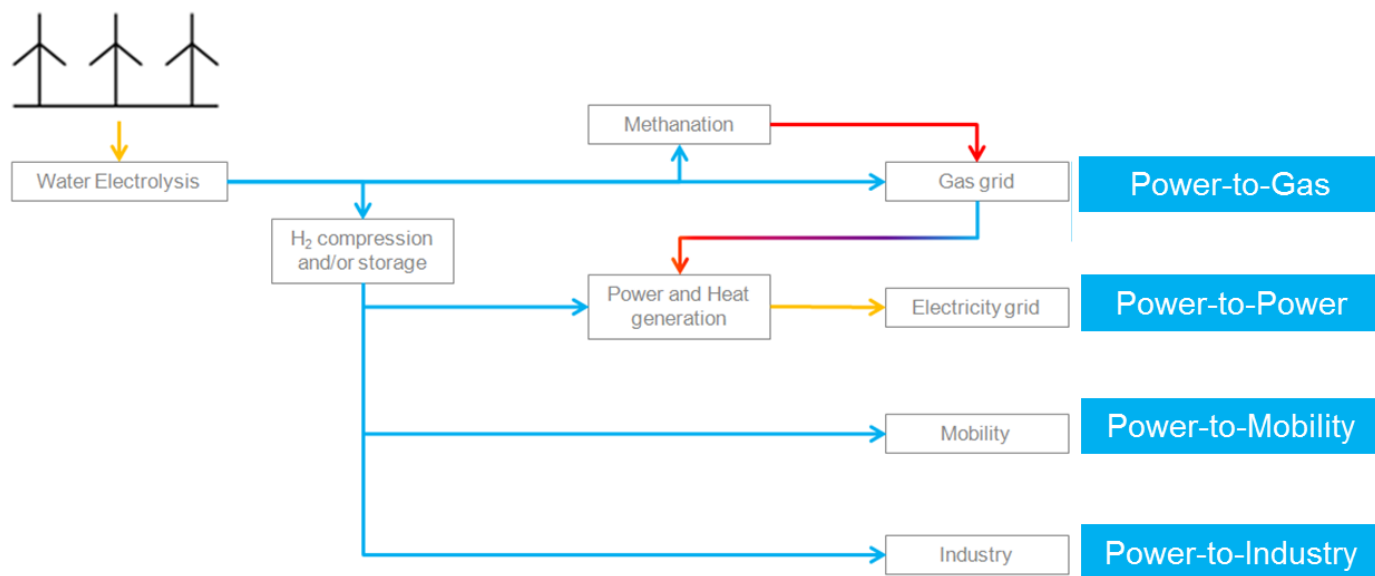 Methanation
Water Electrolysis
Gas grid
Power-to-Gas
H₂ compression
and/or storage
Power and Heat
generation
Electricity grid
Power-to-Power
Mobility
Power-to-Mobility
Industry
Power-to-Industry